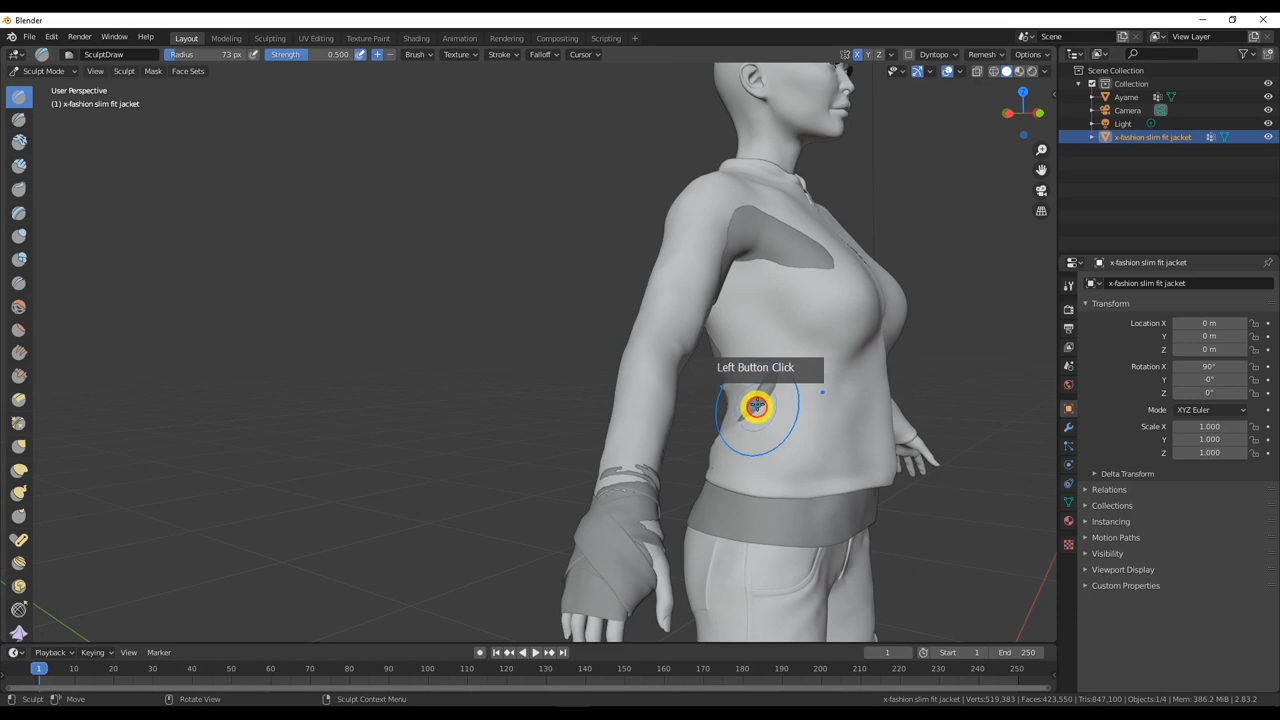 Blender
File Edit Render Window Help
Layout Modeling Sculpting UV Editing Texture Paint Shading Animation Rendering Compositing Scripting
Scene View Layer
SculptDraw Radius 73 px Strength 0.500 Brush Texture Stroke Falloff Cursor X Y Z Dyntopo Remesh Options
Sculpt Mode View Sculpt Mask Face Sets
User Perspective
(1) x-fashion slim fit jacket
Z
Left Button Click
Scene Collection
Collection
Ayame
Camera
Light
x-fashion slim fit jacket
x-fashion slim fit jacket
x-fashion slim fit jacket
Transform
Location X 0 m
Y 0 m
Z 0 m
Rotation X 90°
Y -0°
Z 0°
Mode XYZ Euler
Scale X 1.000
Y 1.000
Z 1.000
Delta Transform
Relations
Collections
Instancing
Motion Paths
Visibility
Viewport Display
Custom Properties
Playback Keying View Marker 1 Start 1 End 250
1 10 20 30 40 50 60 70 80 90 100 110 120 130 140 150 160 170 180 190 200 210 220 230 240 250
Sculpt Move Rotate View Sculpt Context Menu x-fashion slim fit jacket | Verts:519,383 | Faces:423,550 | Tris:847,100 | Objects:1/4 | Mem: 386.2 MiB | 2.83.2